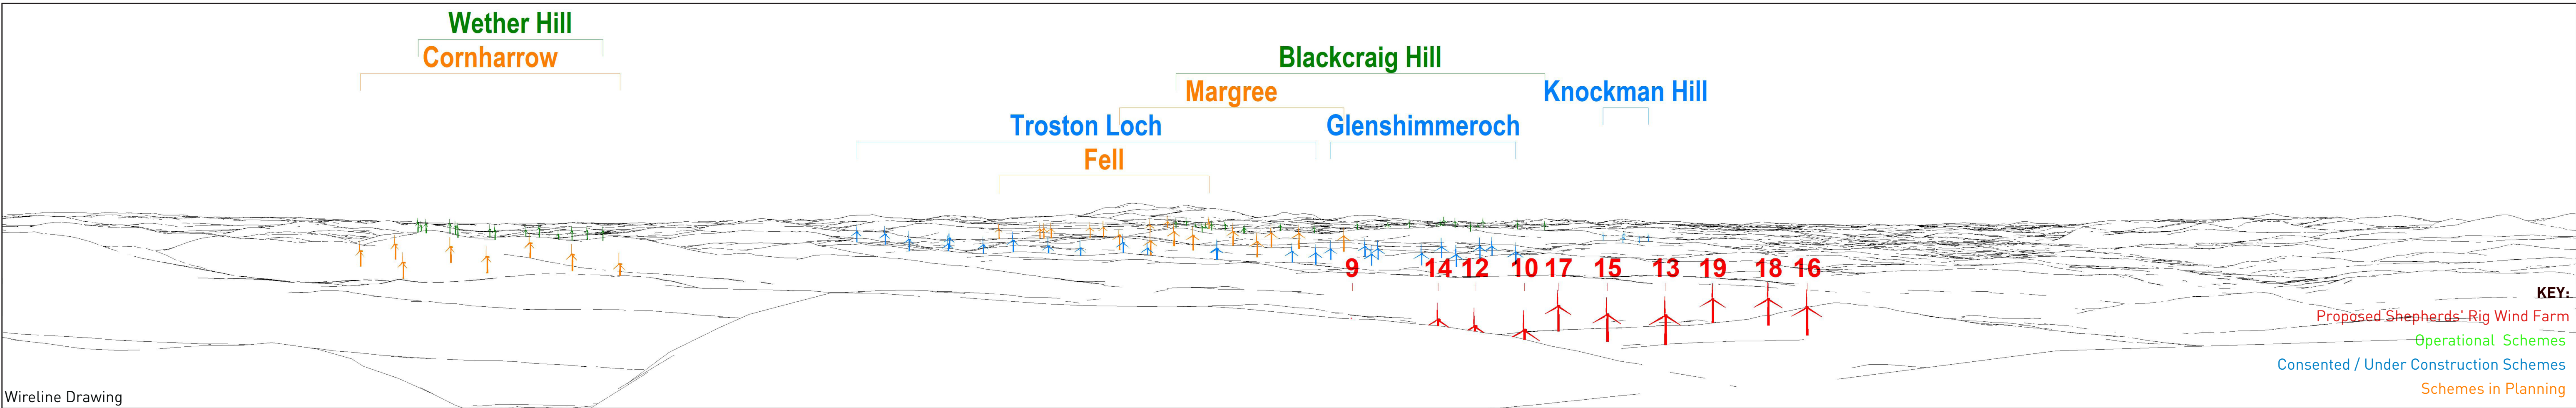 Wether Hill
Cornharrow
Blackcraig Hill
Margree
Knockman Hill
Troston Loch
Glenshimmeroch
Fell
9 14 12 10 17 15 13 19 18 16
KEY:
Proposed Shepherds' Rig Wind Farm
Operational Schemes
Consented / Under Construction Schemes
Schemes in Planning
Wireline Drawing